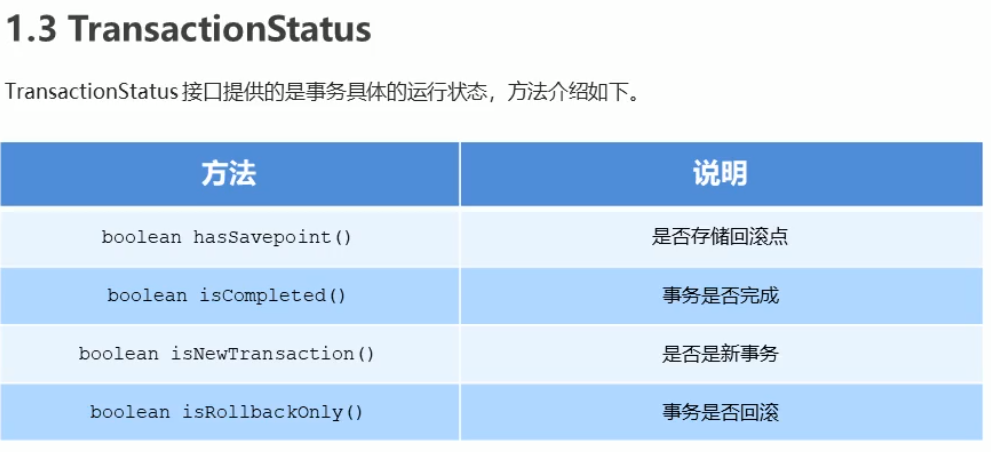 1.3 TransactionStatus
TransactionStatus 接口提供的是事务具体的运行状态，方法介绍如下。
方法 说明
boolean hasSavepoint() 是否存储回滚点
boolean isCompleted() 事务是否完成
boolean isNewTransaction() 是否是新事务
boolean isRollbackOnly() 事务是否回滚